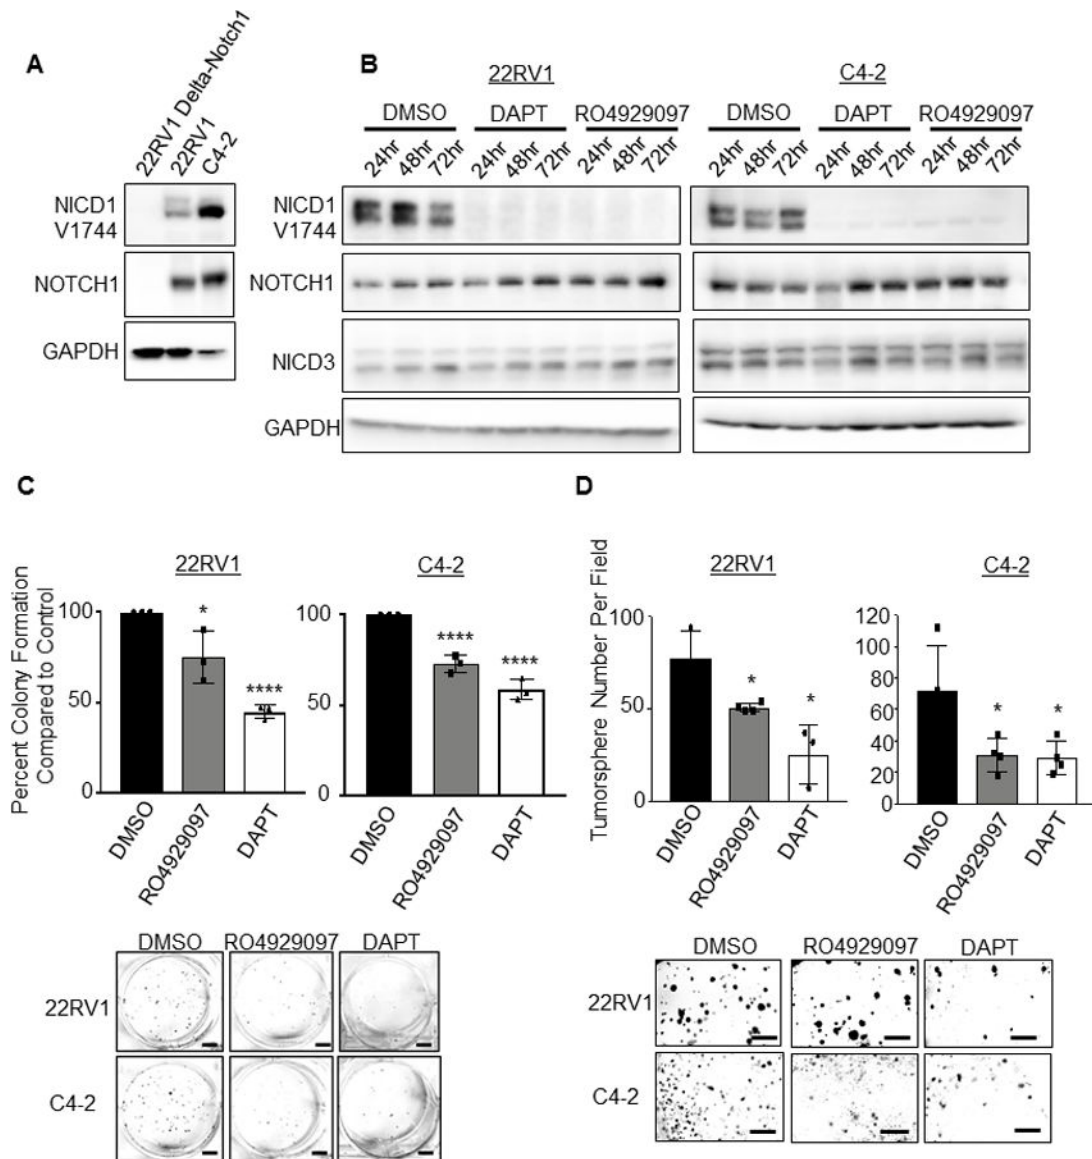 A
22RV1 Delta-Notch1
22RV1
C4-2
NICD1
V1744
NOTCH1
GAPDH
B
22RV1
C4-2
DMSO DAPT RO4929097 DMSO DAPT RO4929097
24hr 48hr 72hr 24hr 48hr 72hr 24hr 48hr 72hr 24hr 48hr 72hr 24hr 48hr 72hr 24hr 48hr 72hr
NICD1
V1744
NOTCH1
NICD3
GAPDH
C
Percent Colony Formation
Compared to Control
22RV1
100
50
0
*
****
DMSO
RO4929097
DAPT
C4-2
100
50
0
****
****
DMSO
RO4929097
DAPT
DMSO RO4929097 DAPT
22RV1
C4-2
D
Tumorsphere Number Per Field
22RV1
100
50
0
*
*
DMSO
RO4929097
DAPT
C4-2
120
100
80
60
40
20
0
*
*
DMSO
RO4929097
DAPT
DMSO RO4929097 DAPT
22RV1
C4-2